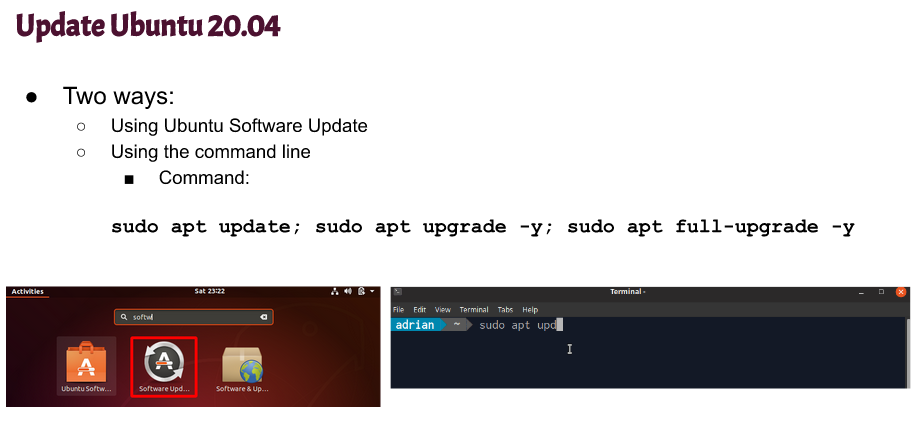 Update Ubuntu 20.04
● Two ways:
○ Using Ubuntu Software Update
○ Using the command line
■ Command:
sudo apt update; sudo apt upgrade -y; sudo apt full-upgrade -y
Activities Sat 23:22
softw
Ubuntu Softw... Software Upd... Software & Up...
Terminal -
File Edit View Terminal Tabs Help
adrian ~ sudo apt upd